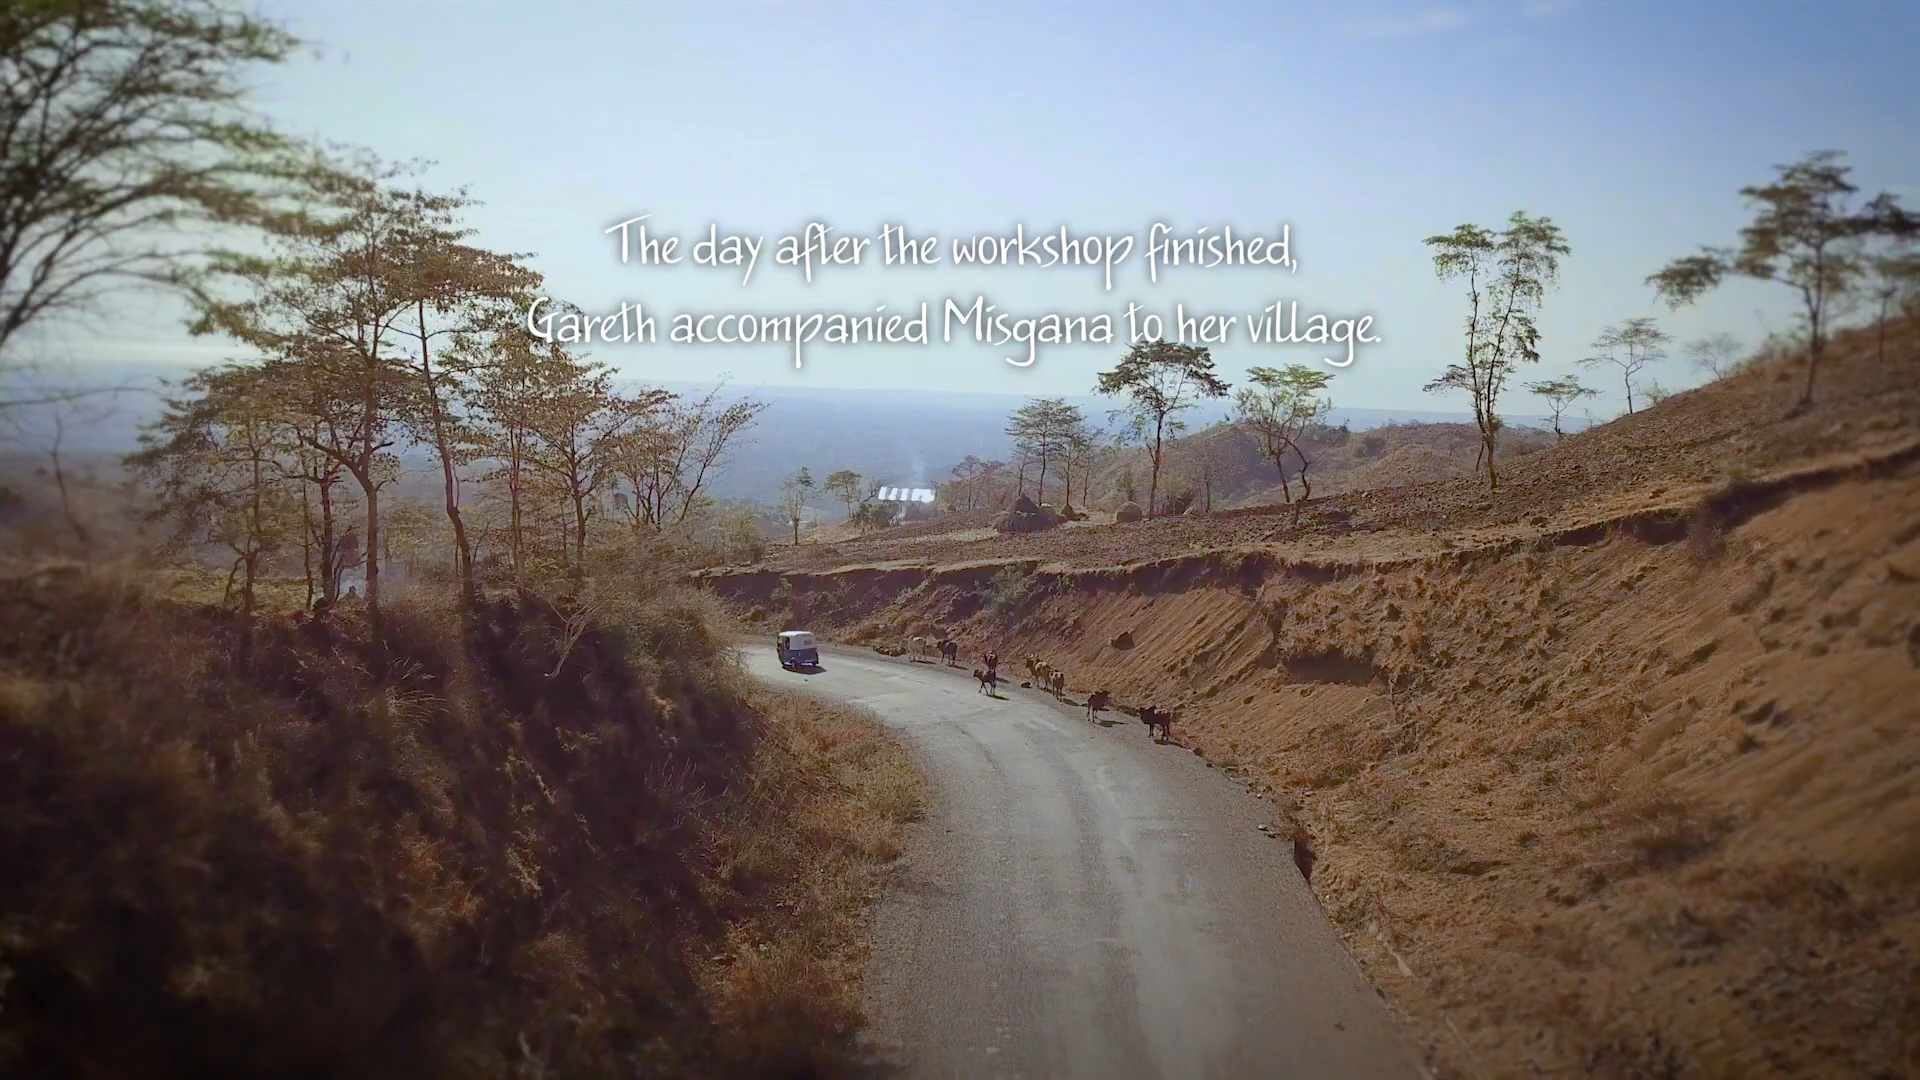 The day after the workshop finished,
Gareth accompanied Misgana to her village.